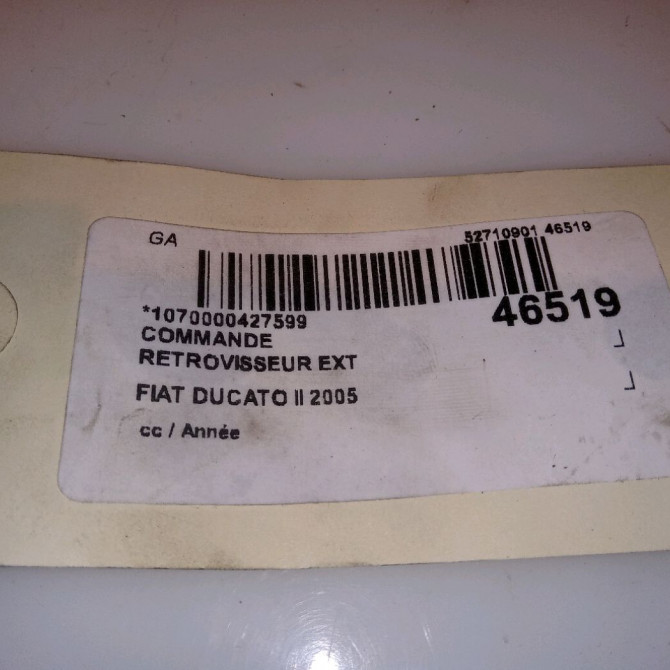 GA
52710901 46519
*1070000427599
46519
COMMANDE
RETROVISSEUR EXT
FIAT DUCATO II 2005
cc / Année